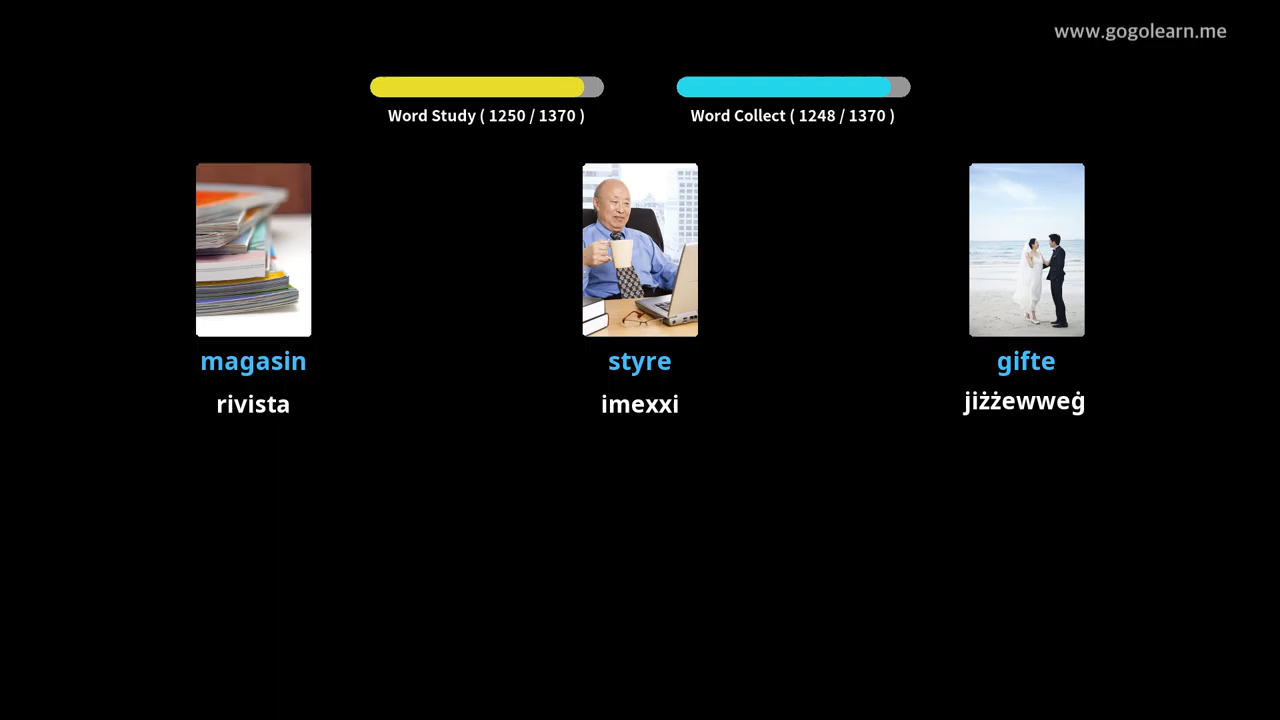 www.gogolearn.me
Word Study ( 1250 / 1370 )
Word Collect ( 1248 / 1370 )
magasin
styre
gifte
rivista
imexxi
jiżżewweġ